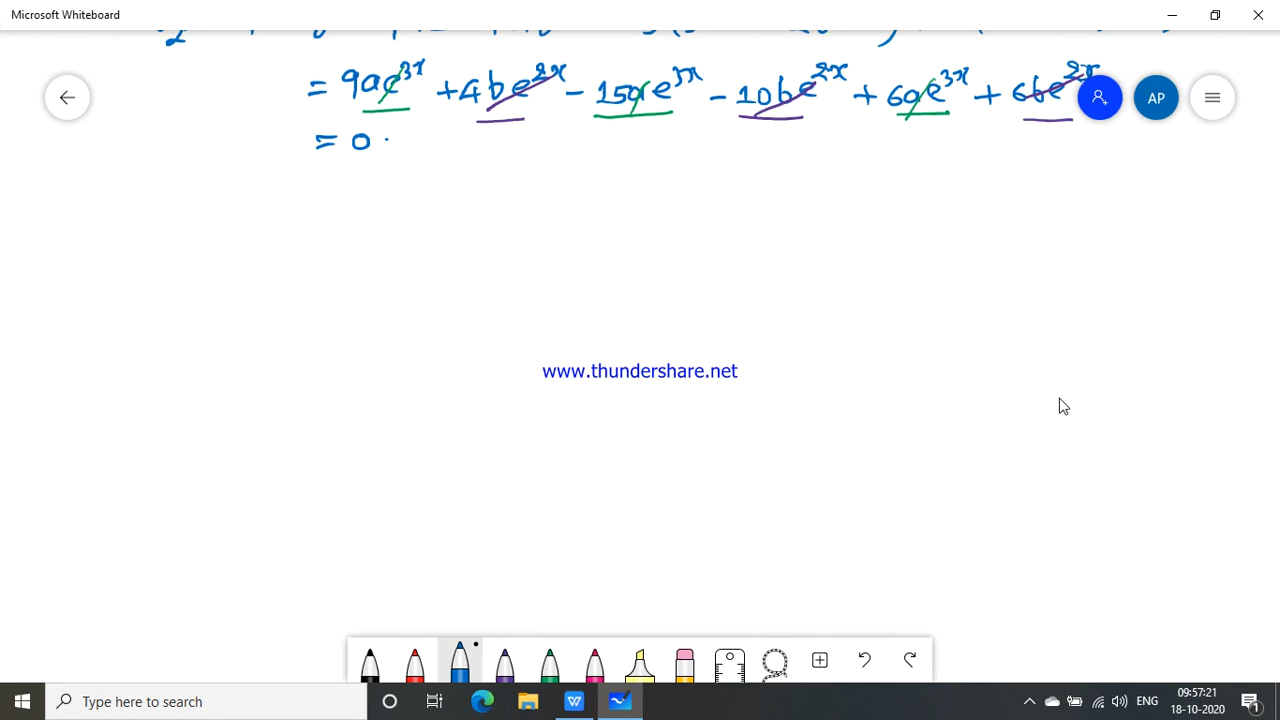 Microsoft Whiteboard
= 9ae^3x + 4be^2x - 15ae^3x - 10be^2x + 6ae^3x + 6be^2x
AP
= 0.
www.thundershare.net
Type here to search
ENG
09:57:21
18-10-2020